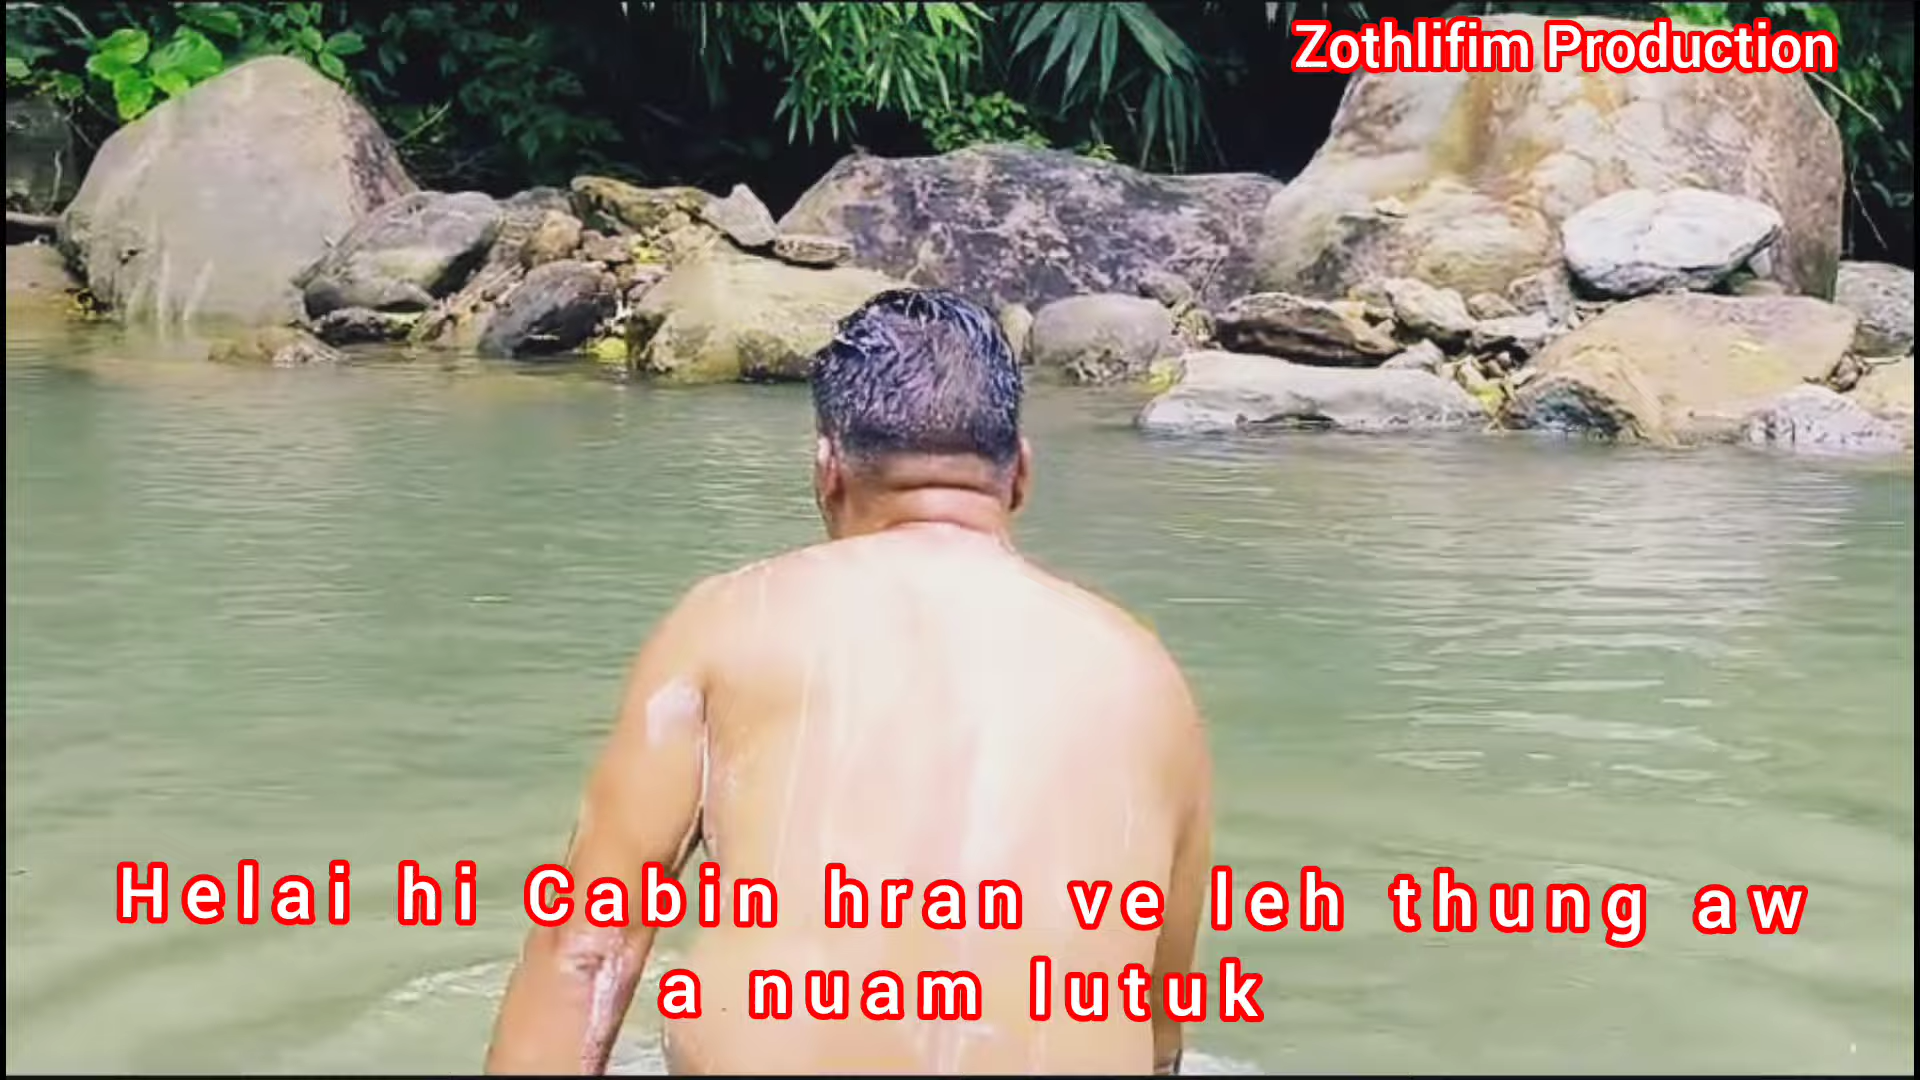 Zothlifim Production
Helai hi Cabin hran ve leh thung aw
a nuam lutuk